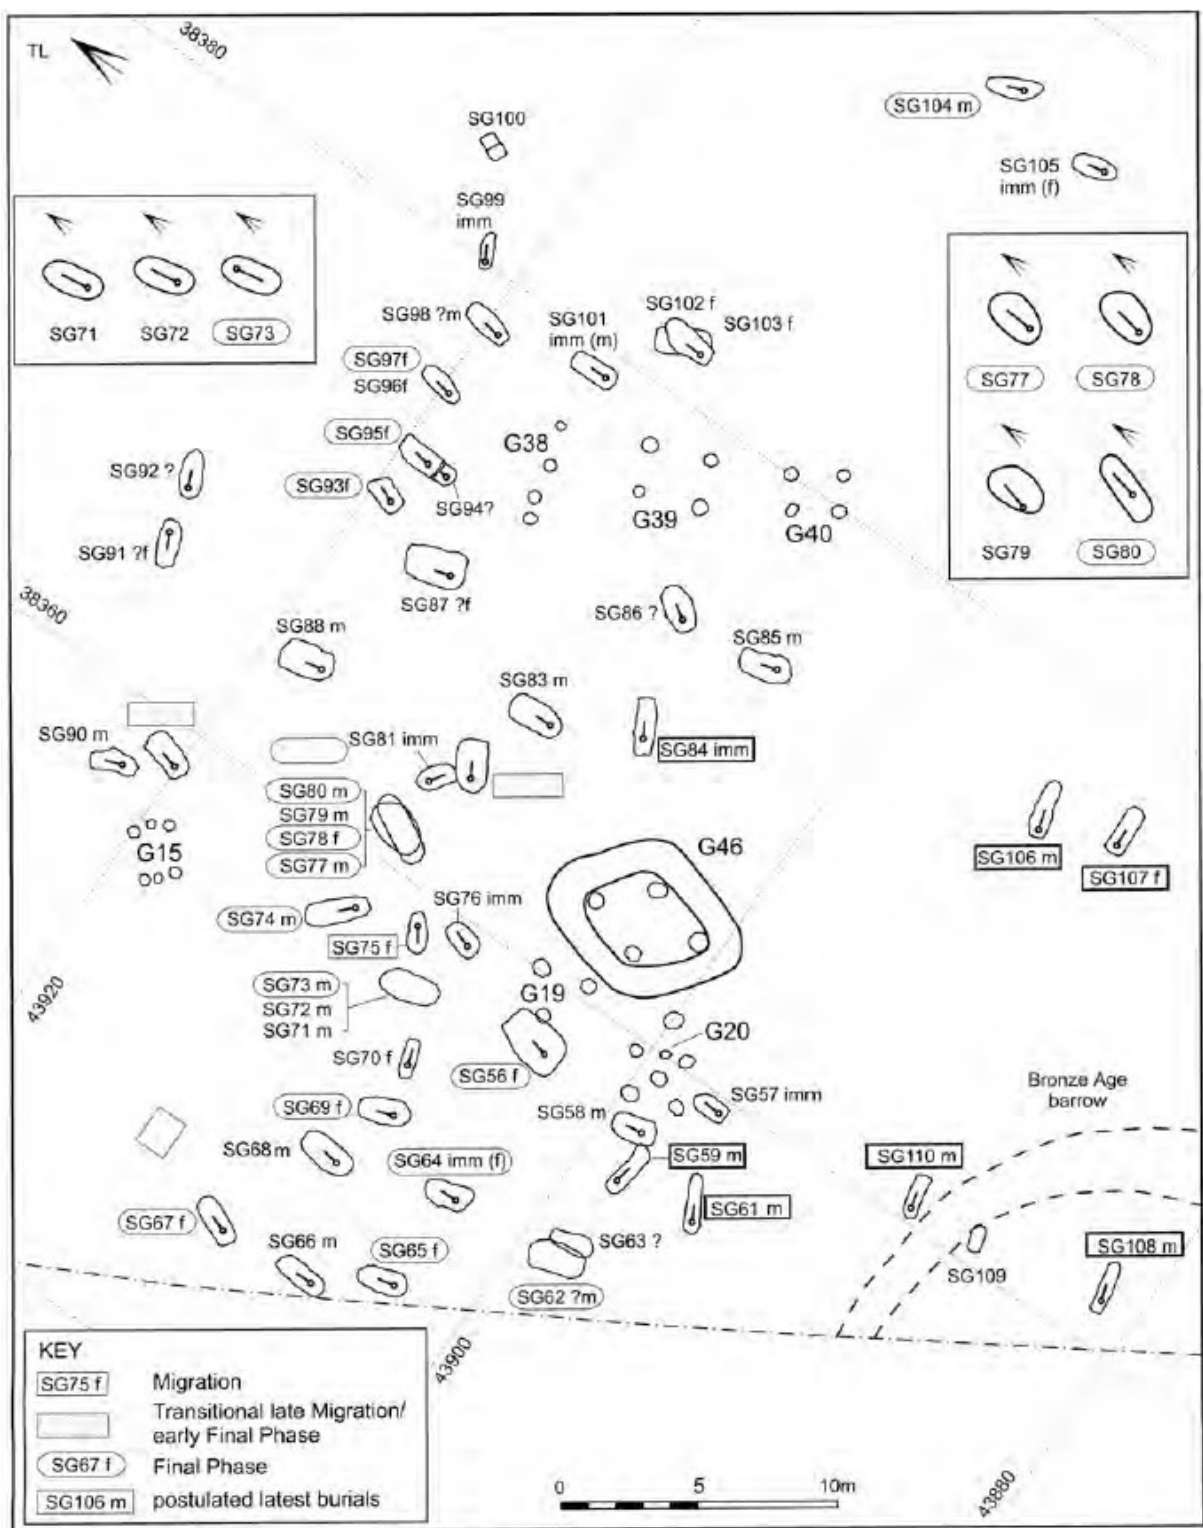 TL
38380
SG100
SG104 m
SG105
imm (f)
SG99
imm
SG71
SG72
SG73
SG98 ?m
SG101
imm (m)
SG102 f
SG103 f
SG97f
SG96f
SG77
SG78
SG95f
SG92 ?
SG93f
SG94?
G38
G39
G40
SG91 ?f
SG79
SG80
SG87 ?f
38360
SG86 ?
SG88 m
SG85 m
SG83 m
SG90 m
SG81 imm
SG84 imm
SG80 m
SG79 m
SG78 f
SG77 m
G15
G46
SG106 m
SG107 f
SG76 imm
SG74 m
SG75 f
43920
SG73 m
SG72 m
SG71 m
G19
G20
SG70 f
SG56 f
Bronze Age
barrow
SG57 imm
SG69 f
SG58 m
SG68 m
SG64 imm (f)
SG59 m
SG110 m
SG61 m
SG67 f
SG66 m
SG65 f
SG63 ?
SG62 ?m
SG109
SG108 m
KEY
SG75 f Migration
Transitional late Migration/
early Final Phase
SG67 f Final Phase
SG106 m postulated latest burials
43900
0 5 10m
43880